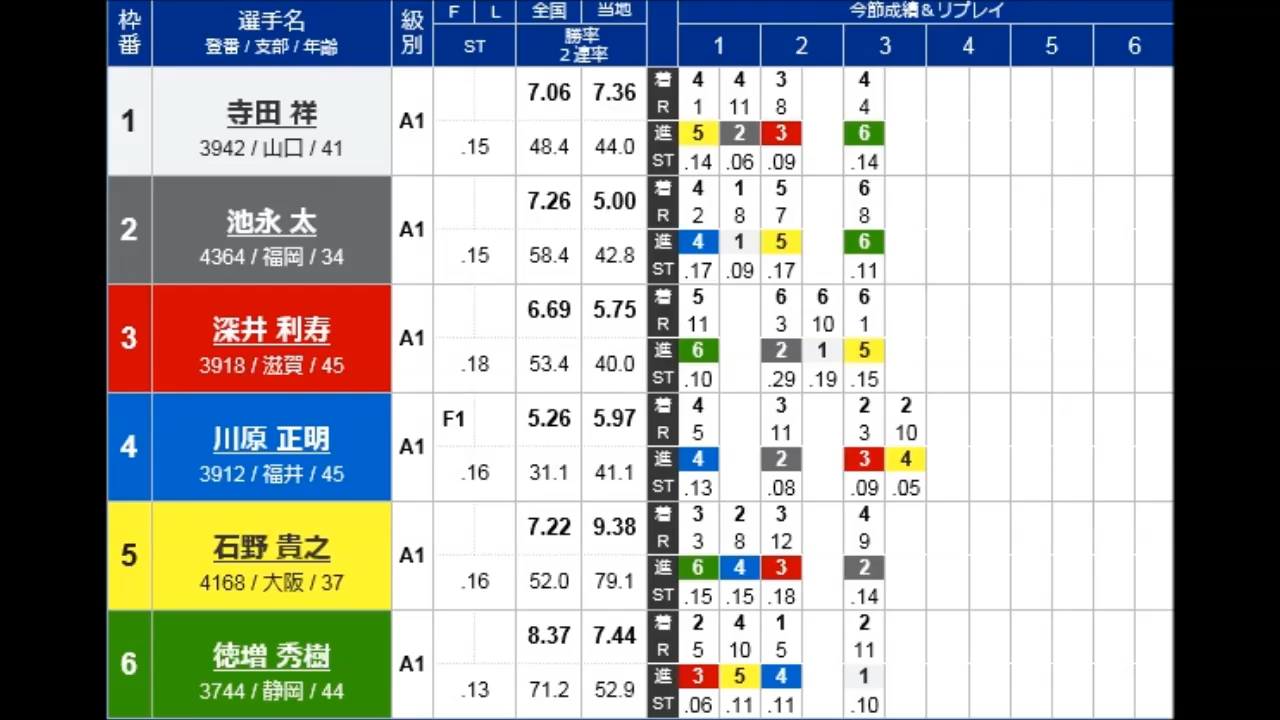 枠番 選手名 登番/支部/年齢 級別 F L ST 全国 当地 勝率 2連率 今節成績&リプレイ
1 2 3 4 5 6
1 寺田 祥 A1 7.06 7.36 着 4 4 3 4
R 1 11 8 4
3942/山口/41 .15 48.4 44.0 進 5 2 3 6
ST .14 .06 .09 .14
2 池永 太 A1 7.26 5.00 着 4 1 5 6
R 2 8 7 8
4364/福岡/34 .15 58.4 42.8 進 4 1 5 6
ST .17 .09 .17 .11
3 深井 利寿 A1 6.69 5.75 着 5 6 6 6
R 11 3 10 1
3918/滋賀/45 .18 53.4 40.0 進 6 2 1 5
ST .10 .29 .19 .15
4 川原 正明 A1 F1 5.26 5.97 着 4 3 2 2
R 5 11 3 10
3912/福井/45 .16 31.1 41.1 進 4 2 3 4
ST .13 .08 .09 .05
5 石野 貴之 A1 7.22 9.38 着 3 2 3 4
R 3 8 12 9
4168/大阪/37 .16 52.0 79.1 進 6 4 3 2
ST .15 .15 .18 .14
6 徳増 秀樹 A1 8.37 7.44 着 2 4 1 2
R 5 10 5 11
3744/静岡/44 .13 71.2 52.9 進 3 5 4 1
ST .06 .11 .11 .10